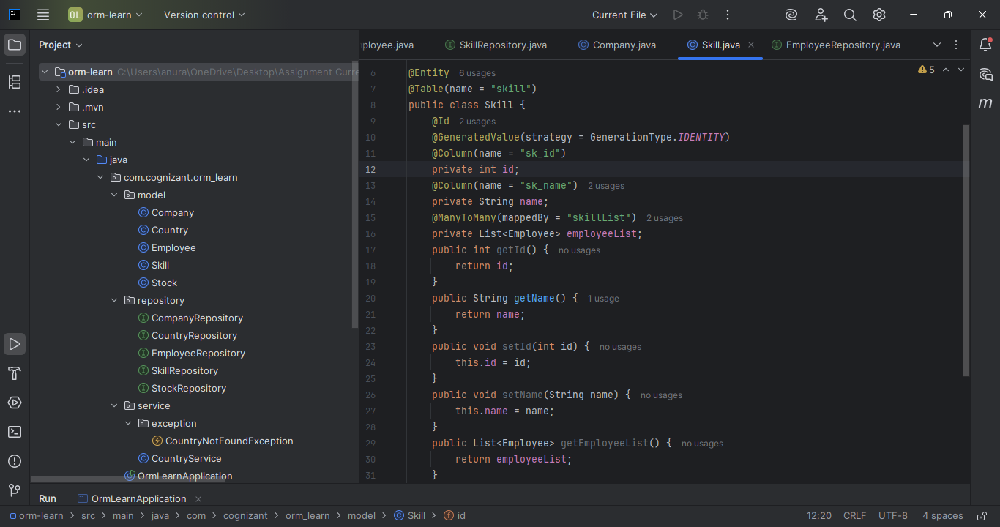 OL orm-learn Version control Current File
Project
ployee.java SkillRepository.java Company.java Skill.java EmployeeRepository.java
orm-learn C:\Users\anura\OneDrive\Desktop\Assignment Curre
.idea
.mvn
src
main
java
com.cognizant.orm_learn
model
Company
Country
Employee
Skill
Stock
repository
CompanyRepository
CountryRepository
EmployeeRepository
SkillRepository
StockRepository
service
exception
CountryNotFoundException
CountryService
OrmLearnApplication
5
6 @Entity 6 usages
7 @Table(name = "skill")
8 public class Skill {
9 @Id 2 usages
10 @GeneratedValue(strategy = GenerationType.IDENTITY)
11 @Column(name = "sk_id")
12 private int id;
13 @Column(name = "sk_name") 2 usages
14 private String name;
15 @ManyToMany(mappedBy = "skillList") 2 usages
16 private List<Employee> employeeList;
17 public int getId() { no usages
18 return id;
19 }
20 public String getName() { 1 usage
21 return name;
22 }
23 public void setId(int id) { no usages
24 this.id = id;
25 }
26 public void setName(String name) { no usages
27 this.name = name;
28 }
29 public List<Employee> getEmployeeList() { no usages
30 return employeeList;
31 }
Run OrmLearnApplication
orm-learn > src > main > java > com > cognizant > orm_learn > model > Skill > id 12:20 CRLF UTF-8 4 spaces